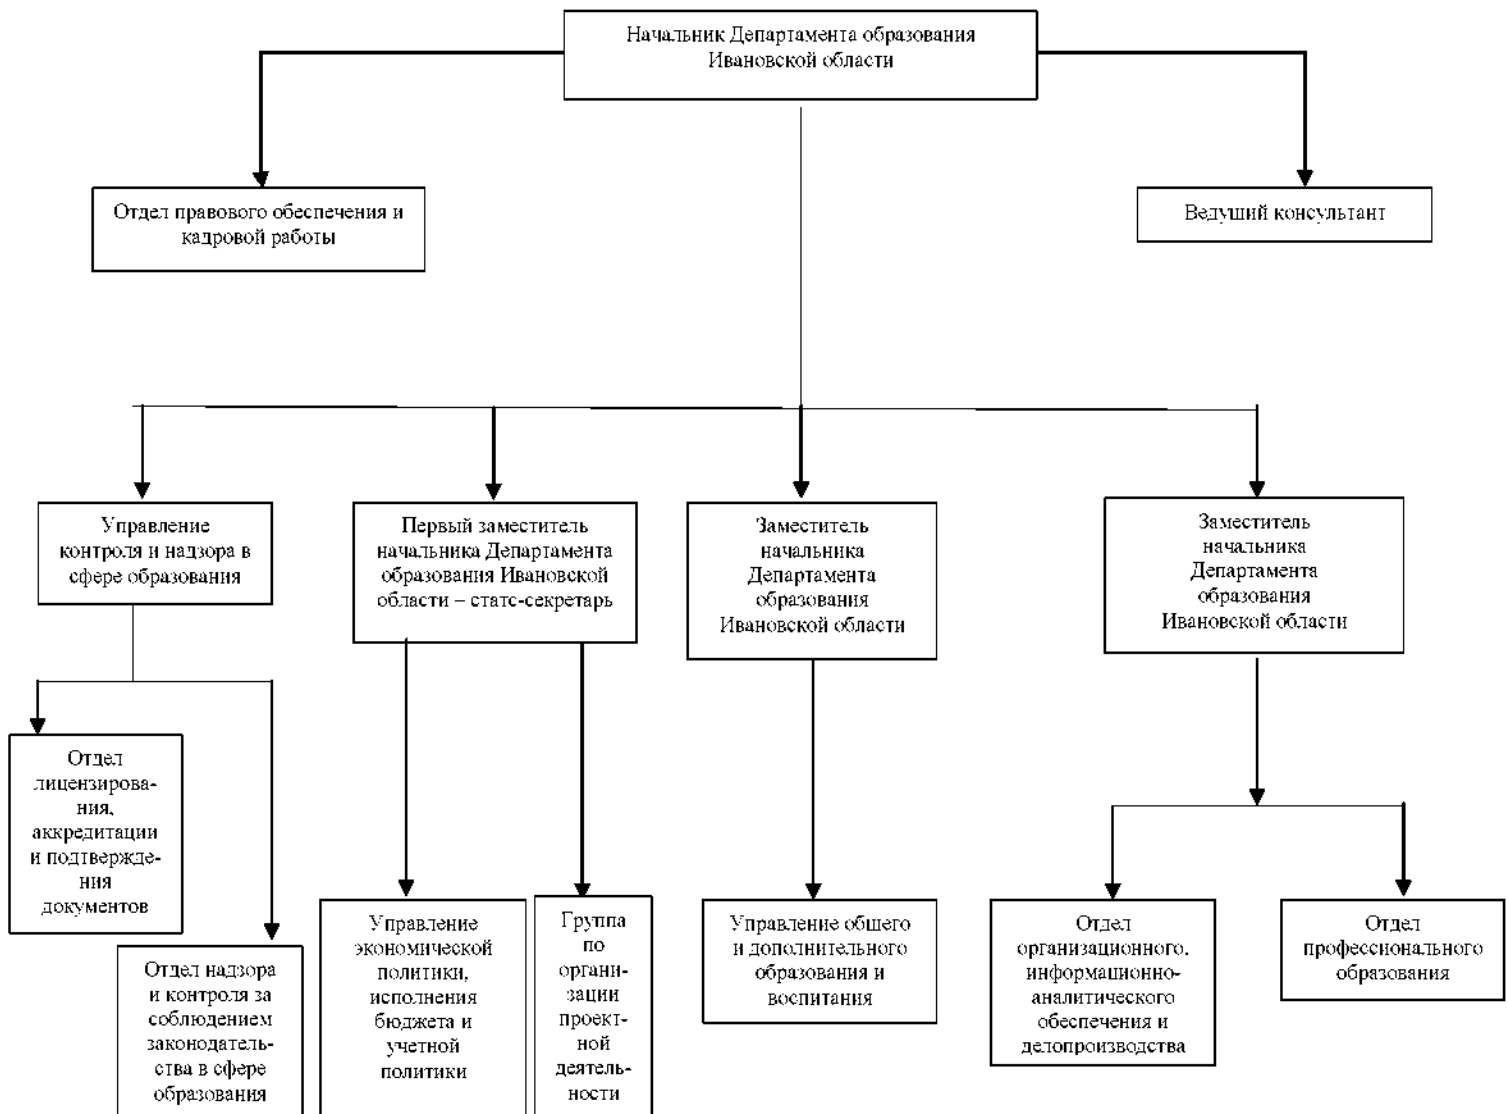 Начальник Департамента образования
Ивановской области
Отдел правового обеспечения и
кадровой работы
Ведущий консультант
Управление
контроля и надзора в
сфере образования
Первый заместитель
начальника Департамента
образования Ивановской
области – статс-секретарь
Заместитель
начальника
Департамента
образования
Ивановской области
Заместитель
начальника
Департамента
образования
Ивановской области
Отдел
лицензирова-
ния,
аккредитации
и подтвержде-
ния
документов
Отдел надзора
и контроля за
соблюдением
законодатель-
ства в сфере
образования
Управление
экономической
политики,
исполнения
бюджета и
учетной
политики
Группа
по
органи-
зации
проект-
ной
деятель-
ности
Управление общего
и дополнительного
образования и
воспитания
Отдел
организационного,
информационно-
аналитического
обеспечения и
делопроизводства
Отдел
профессионального
образования